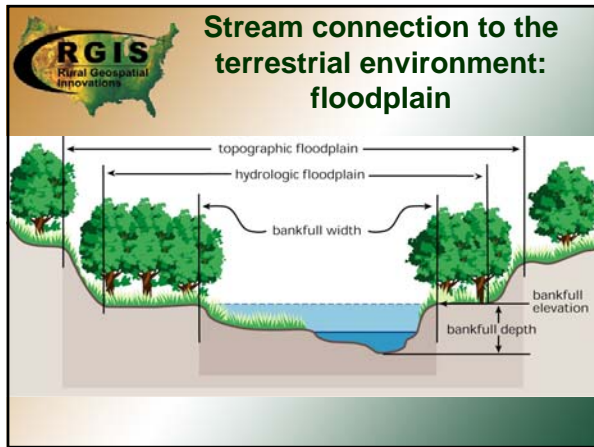 RGIS
Rural Geospatial
Innovations
Stream connection to the
terrestrial environment:
floodplain
topographic floodplain
hydrologic floodplain
bankfull width
bankfull
elevation
bankfull depth